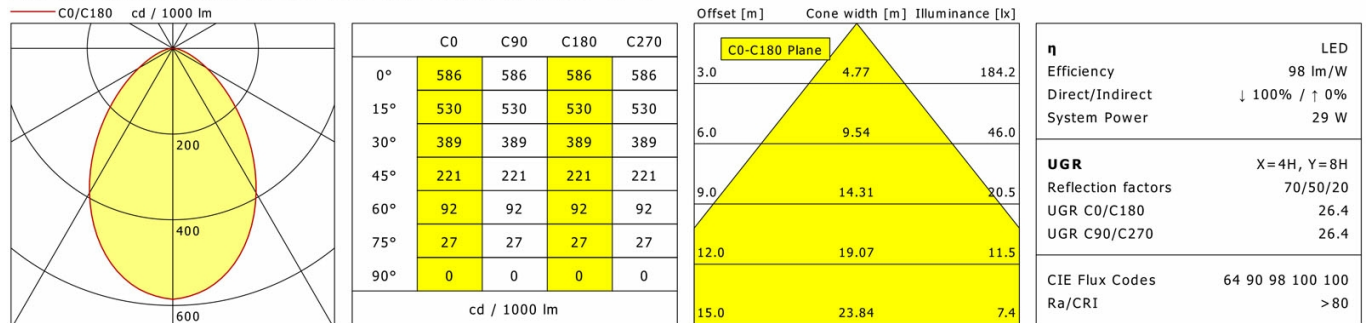 C0/C180 cd / 1000 lm
200
400
600
C0 C90 C180 C270
0° 586 586 586 586
15° 530 530 530 530
30° 389 389 389 389
45° 221 221 221 221
60° 92 92 92 92
75° 27 27 27 27
90° 0 0 0 0
cd / 1000 lm
Offset [m] Cone width [m] Illuminance [lx]
C0-C180 Plane
3.0 4.77 184.2
6.0 9.54 46.0
9.0 14.31 20.5
12.0 19.07 11.5
15.0 23.84 7.4
η LED
Efficiency 98 lm/W
Direct/Indirect ↓ 100% / ↑ 0%
System Power 29 W
UGR X=4H, Y=8H
Reflection factors 70/50/20
UGR C0/C180 26.4
UGR C90/C270 26.4
CIE Flux Codes 64 90 98 100 100
Ra/CRI >80